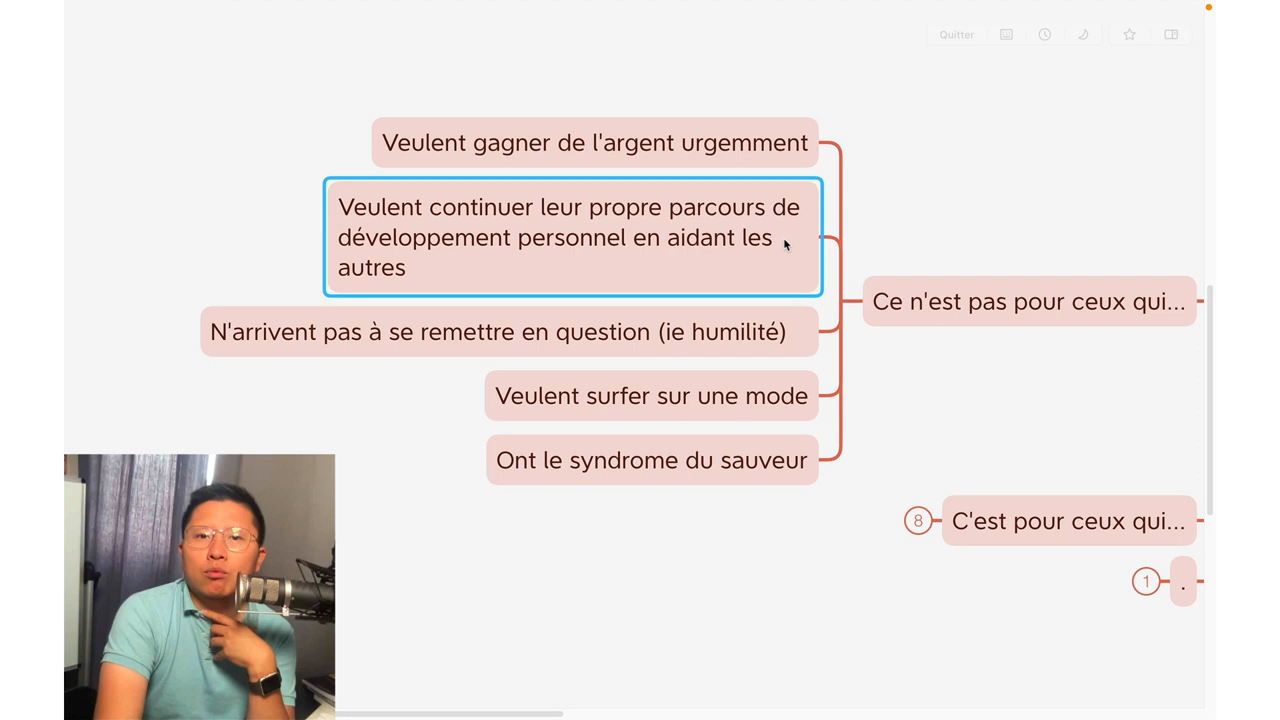 Quitter
Veulent gagner de l'argent urgemment
Veulent continuer leur propre parcours de
développement personnel en aidant les
autres
N'arrivent pas à se remettre en question (ie humilité)
Veulent surfer sur une mode
Ont le syndrome du sauveur
Ce n'est pas pour ceux qui...
8
C'est pour ceux qui...
1
.